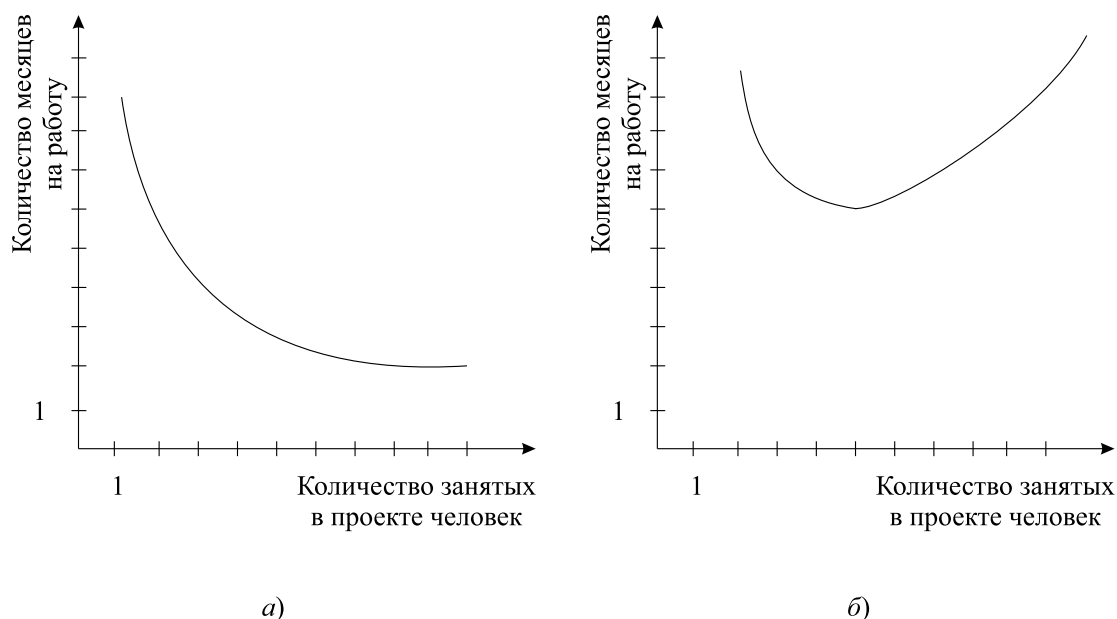 Количество месяцев
на работу
1
1
Количество занятых
в проекте человек
а)
Количество месяцев
на работу
1
1
Количество занятых
в проекте человек
б)